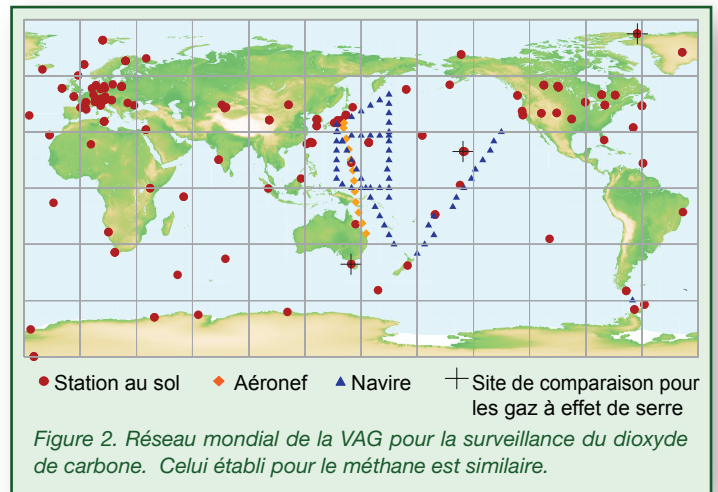 Station au sol
Aéronef
Navire
Site de comparaison pour
les gaz à effet de serre
Figure 2. Réseau mondial de la VAG pour la surveillance du dioxyde
de carbone. Celui établi pour le méthane est similaire.